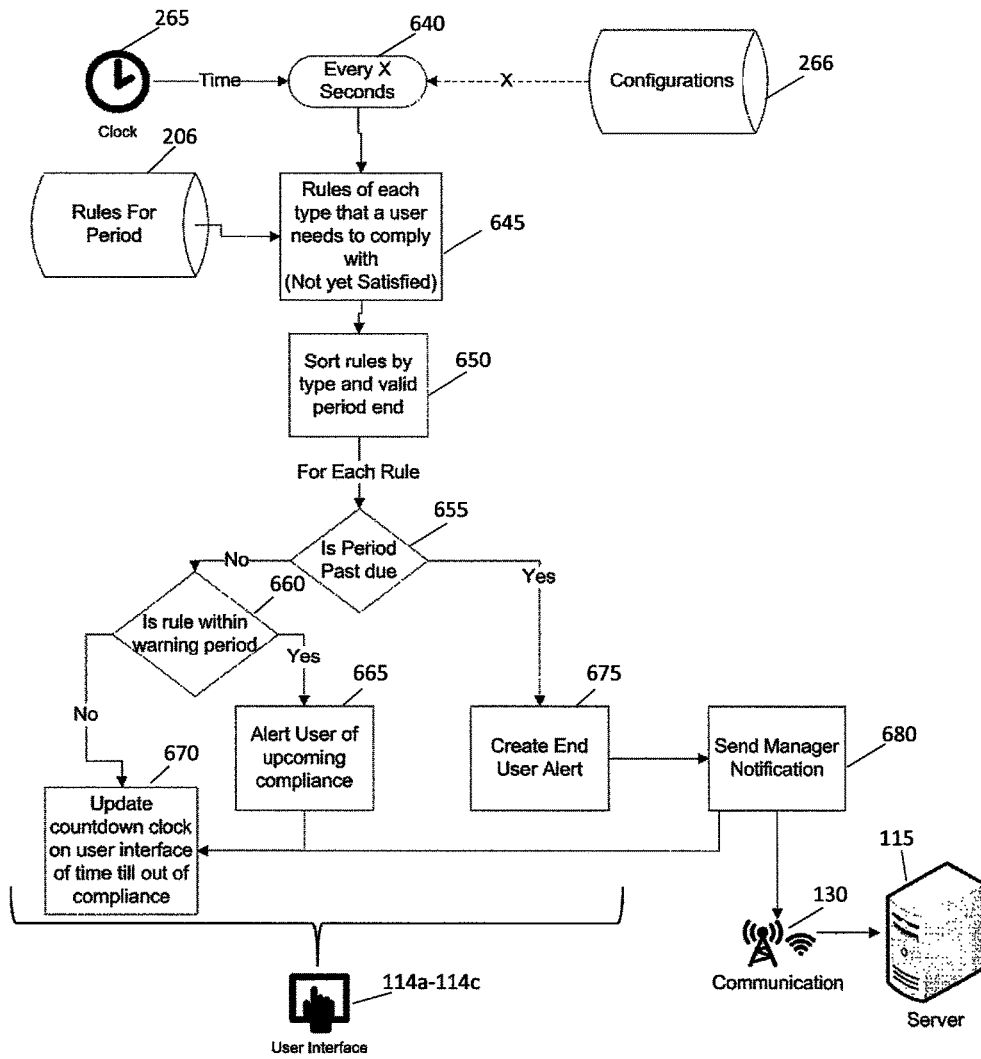 265
Time
Clock
640
Every X
Seconds
X
Configurations
266
206
Rules For
Period
Rules of each
type that a user
needs to comply
with
(Not yet Satisfied)
645
Sort rules by
type and valid
period end
650
For Each Rule
655
Is Period
Past due
No
Yes
660
Is rule within
warning period
Yes
No
665
Alert User of
upcoming
compliance
675
Create End
User Alert
Send Manager
Notification
680
670
Update
countdown clock
on user interface
of time till out of
compliance
115
130
Communication
Server
114a-114c
User Interface